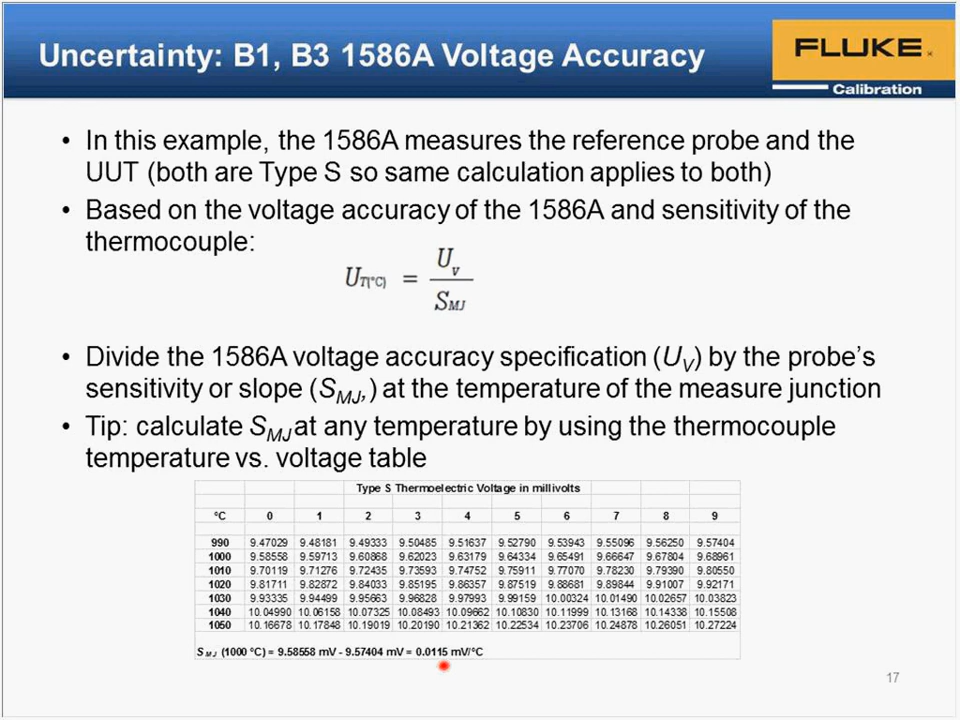 Uncertainty: B1, B3 1586A Voltage Accuracy
FLUKE
Calibration
• In this example, the 1586A measures the reference probe and the
UUT (both are Type S so same calculation applies to both)
• Based on the voltage accuracy of the 1586A and sensitivity of the
thermocouple:
U_T(°C) = U_v / S_MJ
• Divide the 1586A voltage accuracy specification (U_V) by the probe's
sensitivity or slope (S_MJ,) at the temperature of the measure junction
• Tip: calculate S_MJ at any temperature by using the thermocouple
temperature vs. voltage table
Type S Thermoelectric Voltage in millivolts
°C 0 1 2 3 4 5 6 7 8 9
990 9.47029 9.48181 9.49333 9.50485 9.51637 9.52790 9.53943 9.55096 9.56250 9.57404
1000 9.58558 9.59713 9.60868 9.62023 9.63179 9.64334 9.65491 9.66647 9.67804 9.68961
1010 9.70119 9.71276 9.72435 9.73593 9.74752 9.75911 9.77070 9.78230 9.79390 9.80550
1020 9.81711 9.82872 9.84033 9.85195 9.86357 9.87519 9.88681 9.89844 9.91007 9.92171
1030 9.93335 9.94499 9.95663 9.96828 9.97993 9.99159 10.00324 10.01490 10.02657 10.03823
1040 10.04990 10.06158 10.07325 10.08493 10.09662 10.10830 10.11999 10.13168 10.14338 10.15508
1050 10.16678 10.17848 10.19019 10.20190 10.21362 10.22534 10.23706 10.24878 10.26051 10.27224
S_MJ (1000 °C) = 9.58558 mV - 9.57404 mV = 0.0115 mV/°C
17